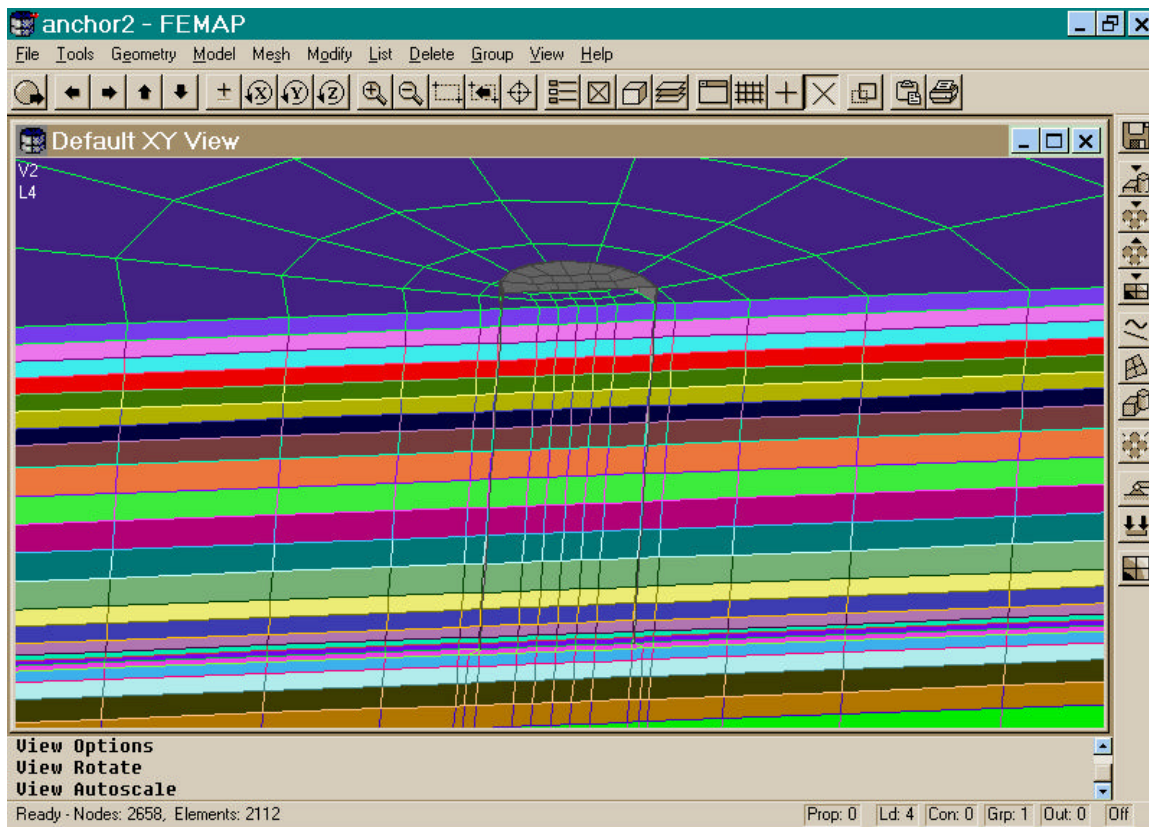 anchor2 - FEMAP
File Tools Geometry Model Mesh Modify List Delete Group View Help
± X Y Z
Default XY View
V2
L4
View Options
View Rotate
View Autoscale
Ready - Nodes: 2658, Elements: 2112 Prop: 0 Ld: 4 Con: 0 Grp: 1 Out: 0 Off